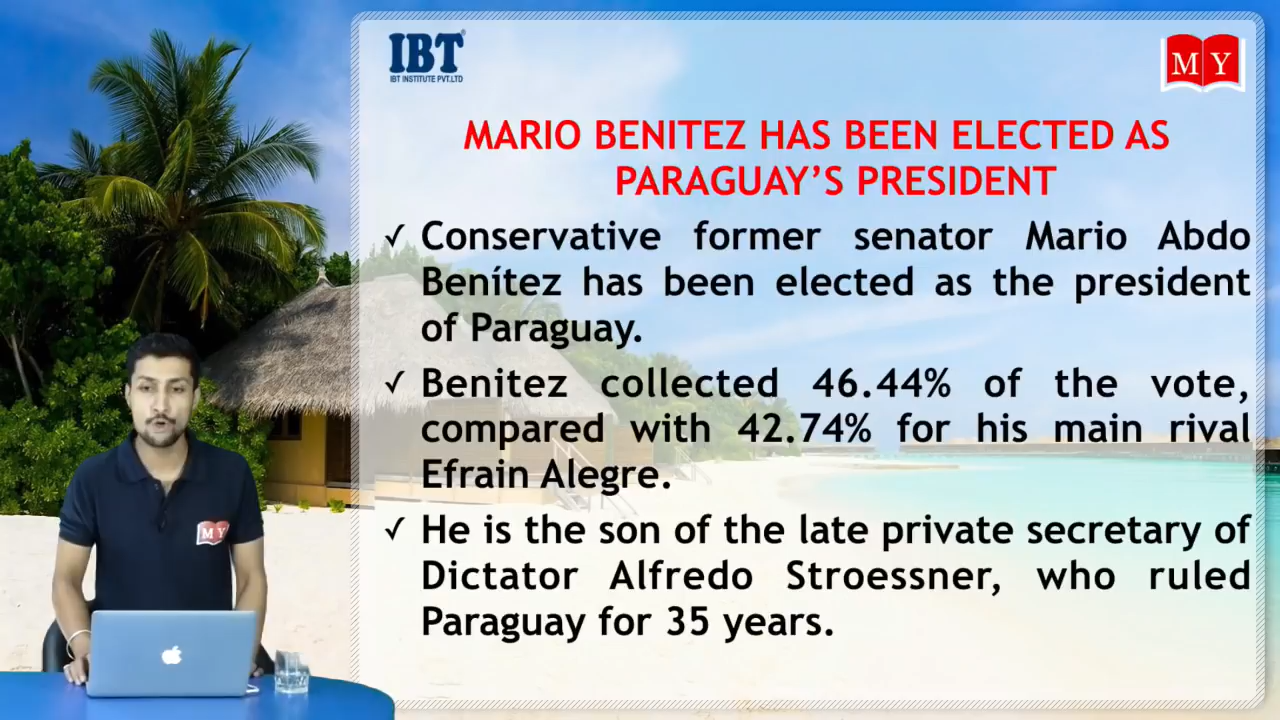 IBT
IBT INSTITUTE PVT.LTD
M Y
MARIO BENITEZ HAS BEEN ELECTED AS
PARAGUAY'S PRESIDENT
✓ Conservative former senator Mario Abdo
Benítez has been elected as the president
of Paraguay.
✓ Benitez collected 46.44% of the vote,
compared with 42.74% for his main rival
Efrain Alegre.
✓ He is the son of the late private secretary of
Dictator Alfredo Stroessner, who ruled
Paraguay for 35 years.
M Y